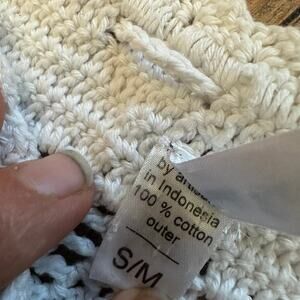 by
in Indonesia
100 % cotton
outer
S/M